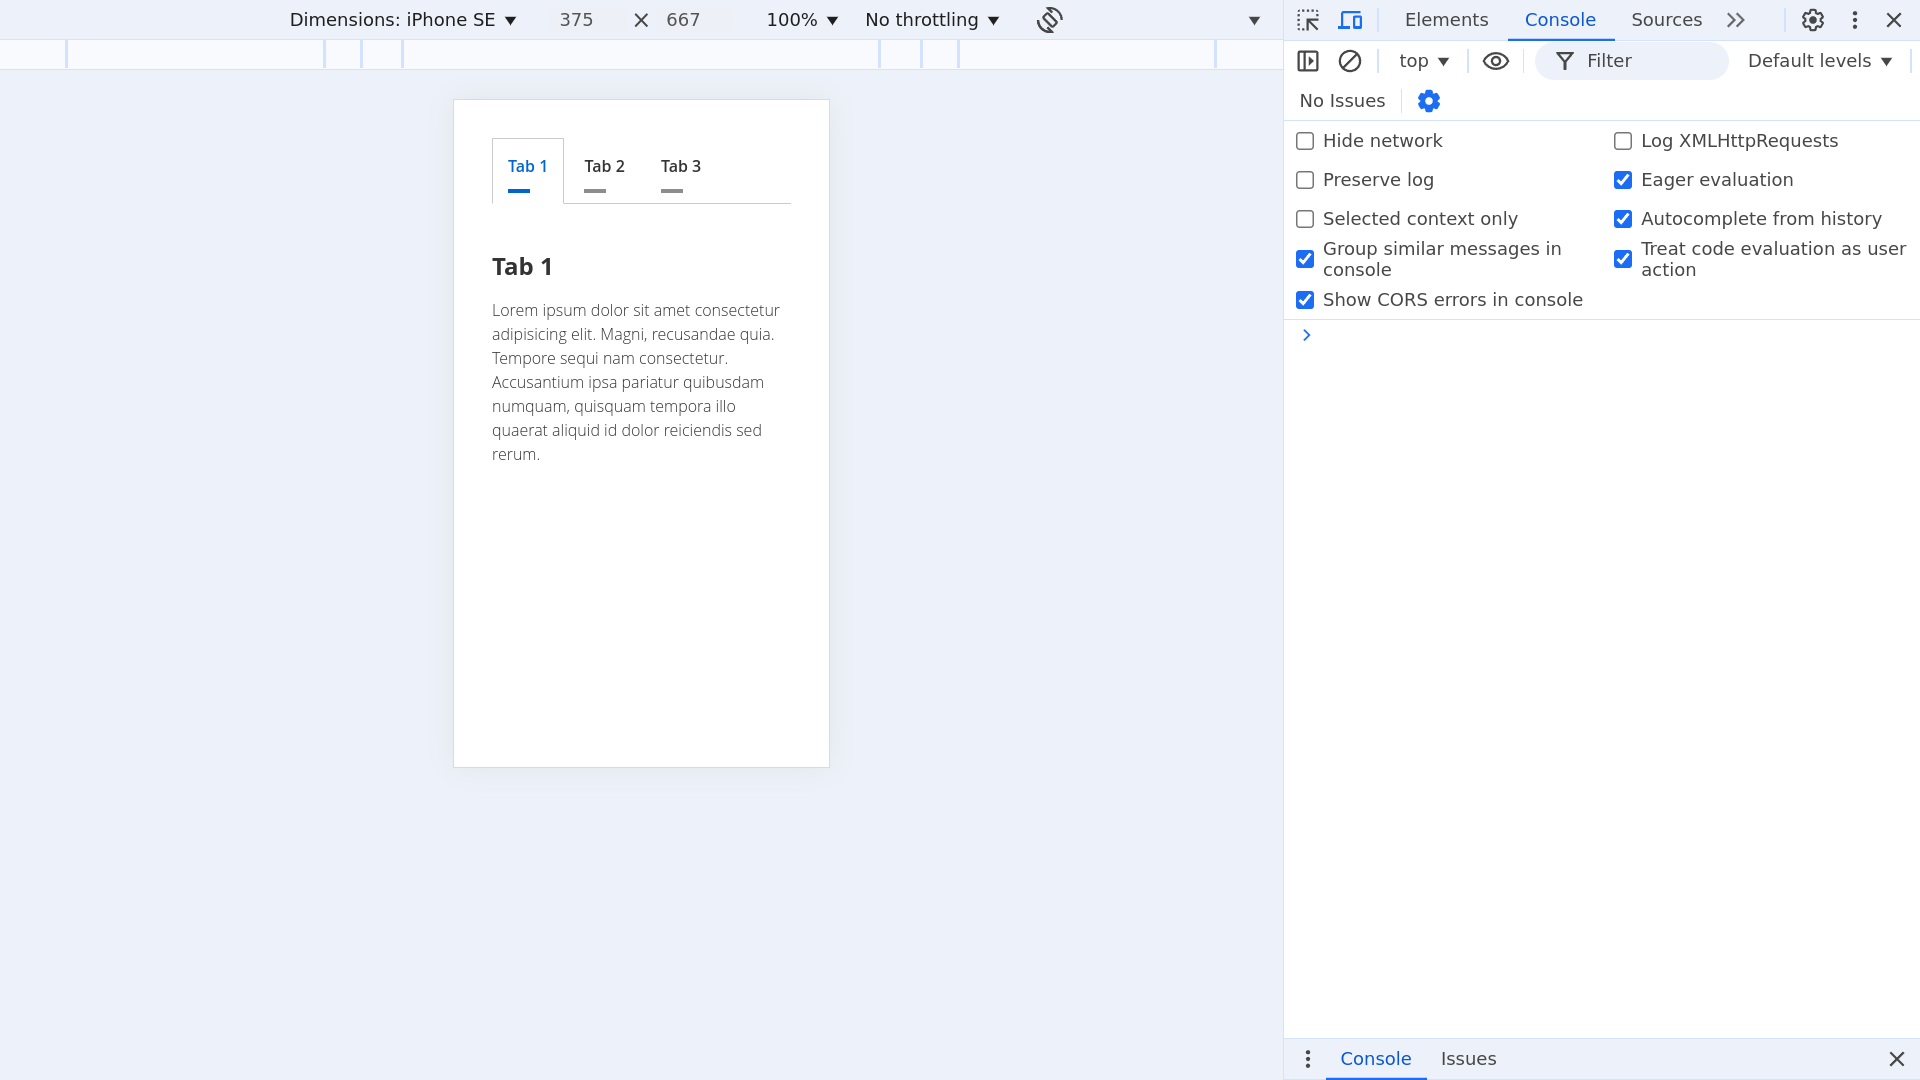 Dimensions: iPhone SE 375 667 100% No throttling
Elements Console Sources
top Filter Default levels
No Issues
Hide network Log XMLHttpRequests
Preserve log Eager evaluation
Selected context only Autocomplete from history
Group similar messages in console
Treat code evaluation as user action
Show CORS errors in console
Tab 1 Tab 2 Tab 3
Tab 1
Lorem ipsum dolor sit amet consectetur
adipisicing elit. Magni, recusandae quia.
Tempore sequi nam consectetur.
Accusantium ipsa pariatur quibusdam
numquam, quisquam tempora illo
quaerat aliquid id dolor reiciendis sed
rerum.
Console Issues